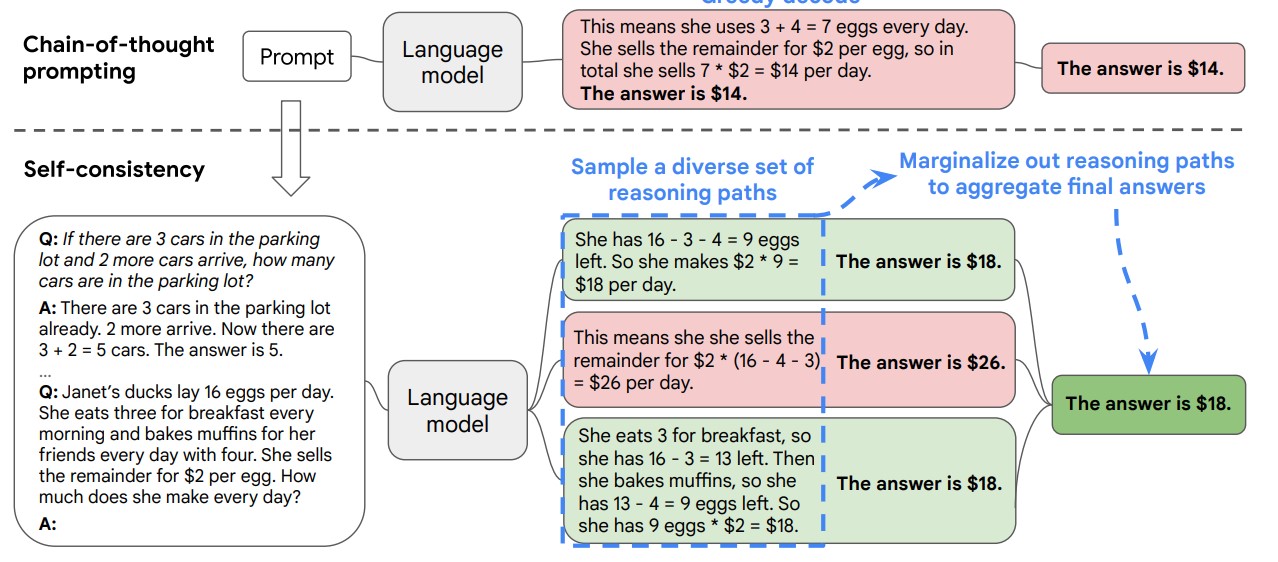 Greedy decode
Chain-of-thought
prompting
Prompt
Language
model
This means she uses 3 + 4 = 7 eggs every day.
She sells the remainder for $2 per egg, so in
total she sells 7 * $2 = $14 per day.
The answer is $14.
The answer is $14.
Self-consistency
Sample a diverse set of
reasoning paths
Marginalize out reasoning paths
to aggregate final answers
Q: If there are 3 cars in the parking
lot and 2 more cars arrive, how many
cars are in the parking lot?
A: There are 3 cars in the parking lot
already. 2 more arrive. Now there are
3 + 2 = 5 cars. The answer is 5.
...
Q: Janet's ducks lay 16 eggs per day.
She eats three for breakfast every
morning and bakes muffins for her
friends every day with four. She sells
the remainder for $2 per egg. How
much does she make every day?
A:
Language
model
She has 16 - 3 - 4 = 9 eggs
left. So she makes $2 * 9 =
$18 per day.
The answer is $18.
This means she she sells the
remainder for $2 * (16 - 4 - 3)
= $26 per day.
The answer is $26.
She eats 3 for breakfast, so
she has 16 - 3 = 13 left. Then
she bakes muffins, so she
has 13 - 4 = 9 eggs left. So
she has 9 eggs * $2 = $18.
The answer is $18.
The answer is $18.